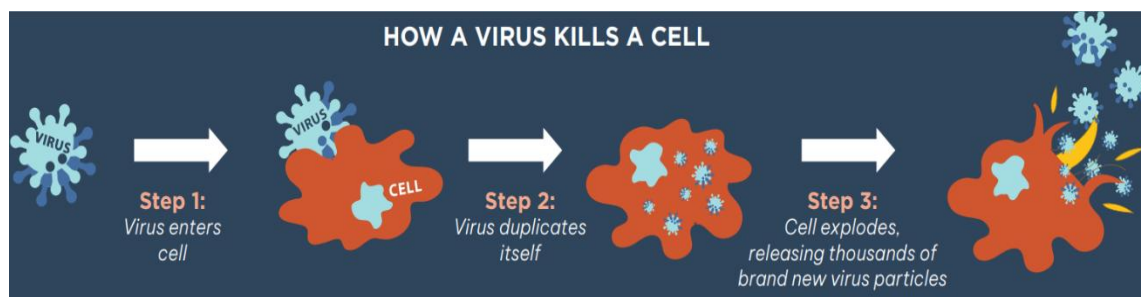 HOW A VIRUS KILLS A CELL
VIRUS
Step 1:
Virus enters
cell
VIRUS
CELL
Step 2:
Virus duplicates
itself
Step 3:
Cell explodes,
releasing thousands of
brand new virus particles